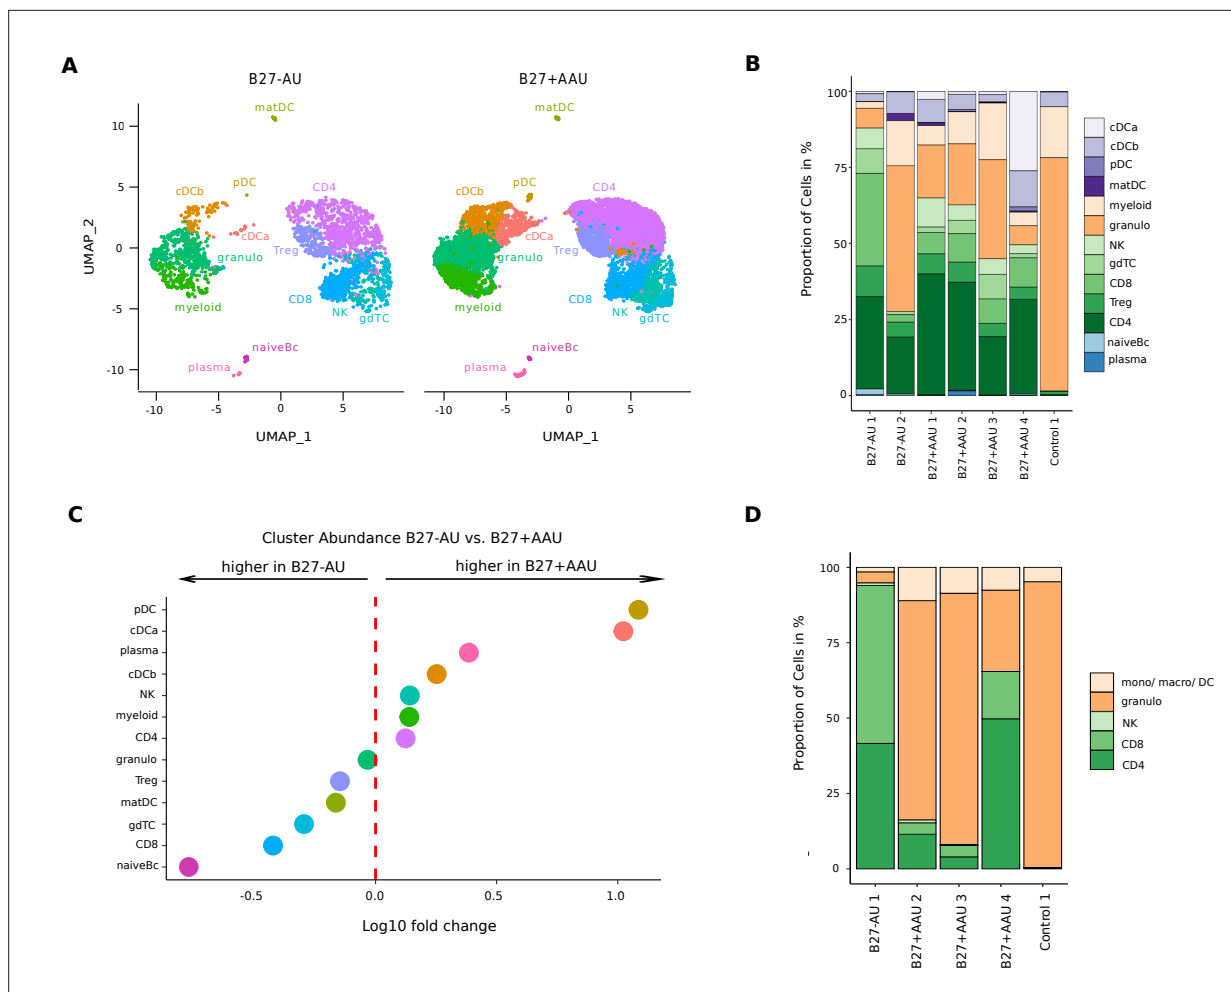 A
B27-AU
B27+AAU
matDC
matDC
10
5
0
-5
-10
UMAP_2
cDCb
pDC
CD4
cDCa
Treg
granulo
myeloid
CD8
NK
gdTC
naiveBc
plasma
cDCb
pDC
CD4
cDCa
Treg
granulo
myeloid
CD8
NK
gdTC
naiveBc
plasma
-10
-5
0
5
-10
-5
0
5
UMAP_1
UMAP_1
B
Proportion of Cells in %
100
75
50
25
0
B27-AU 1
B27-AU 2
B27+AAU 1
B27+AAU 2
B27+AAU 3
B27+AAU 4
Control 1
cDCa
cDCb
pDC
matDC
myeloid
granulo
NK
gdTC
CD8
Treg
CD4
naiveBc
plasma
C
Cluster Abundance B27-AU vs. B27+AAU
higher in B27-AU
higher in B27+AAU
pDC
cDCa
plasma
cDCb
NK
myeloid
CD4
granulo
Treg
matDC
gdTC
CD8
naiveBc
-0.5
0.0
0.5
1.0
Log10 fold change
D
Proportion of Cells in %
100
75
50
25
0
-
B27-AU 1
B27+AAU 2
B27+AAU 3
B27+AAU 4
Control 1
mono/ macro/ DC
granulo
NK
CD8
CD4